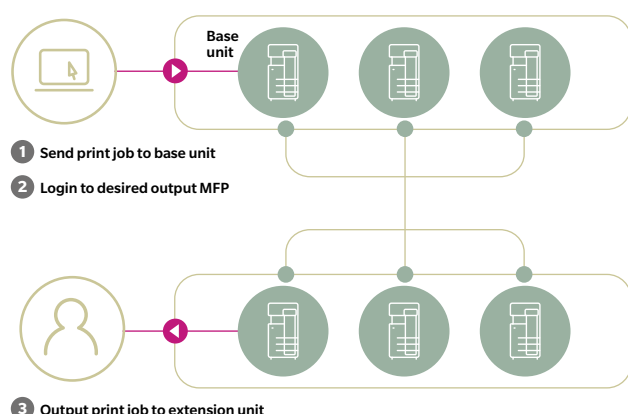 Base
unit
1 Send print job to base unit
2 Login to desired output MFP
3 Output print job to extension unit